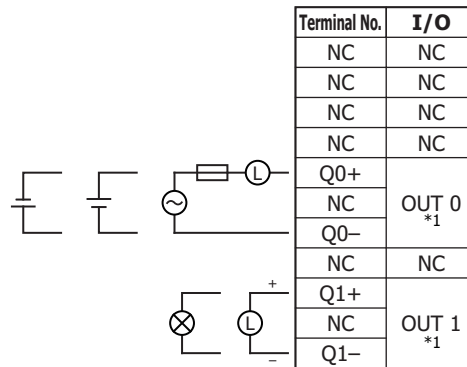 Terminal No. I/O
NC NC
NC NC
NC NC
NC NC
L Q0+
NC OUT 0
*1
Q0–
NC NC
+ Q1+
L NC OUT 1
*1
– Q1–